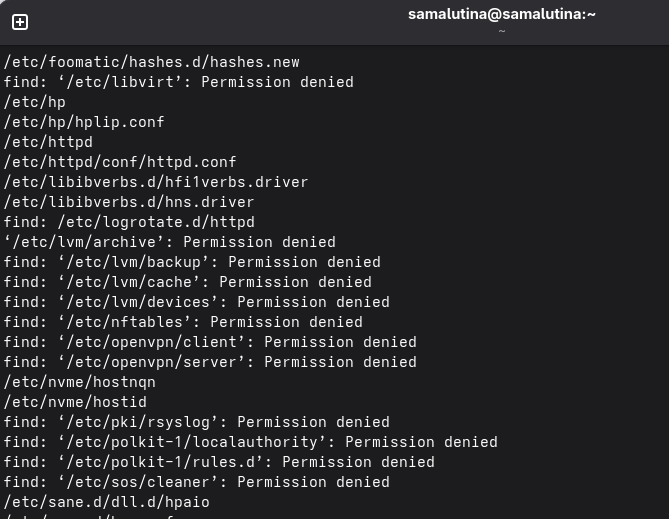 samalutina@samalutina:~
~
/etc/foomatic/hashes.d/hashes.new
find: ‘/etc/libvirt’: Permission denied
/etc/hp
/etc/hp/hplip.conf
/etc/httpd
/etc/httpd/conf/httpd.conf
/etc/libibverbs.d/hfi1verbs.driver
/etc/libibverbs.d/hns.driver
find: /etc/logrotate.d/httpd
‘/etc/lvm/archive’: Permission denied
find: ‘/etc/lvm/backup’: Permission denied
find: ‘/etc/lvm/cache’: Permission denied
find: ‘/etc/lvm/devices’: Permission denied
find: ‘/etc/nftables’: Permission denied
find: ‘/etc/openvpn/client’: Permission denied
find: ‘/etc/openvpn/server’: Permission denied
/etc/nvme/hostnqn
/etc/nvme/hostid
find: ‘/etc/pki/rsyslog’: Permission denied
find: ‘/etc/polkit-1/localauthority’: Permission denied
find: ‘/etc/polkit-1/rules.d’: Permission denied
find: ‘/etc/sos/cleaner’: Permission denied
/etc/sane.d/dll.d/hpaio